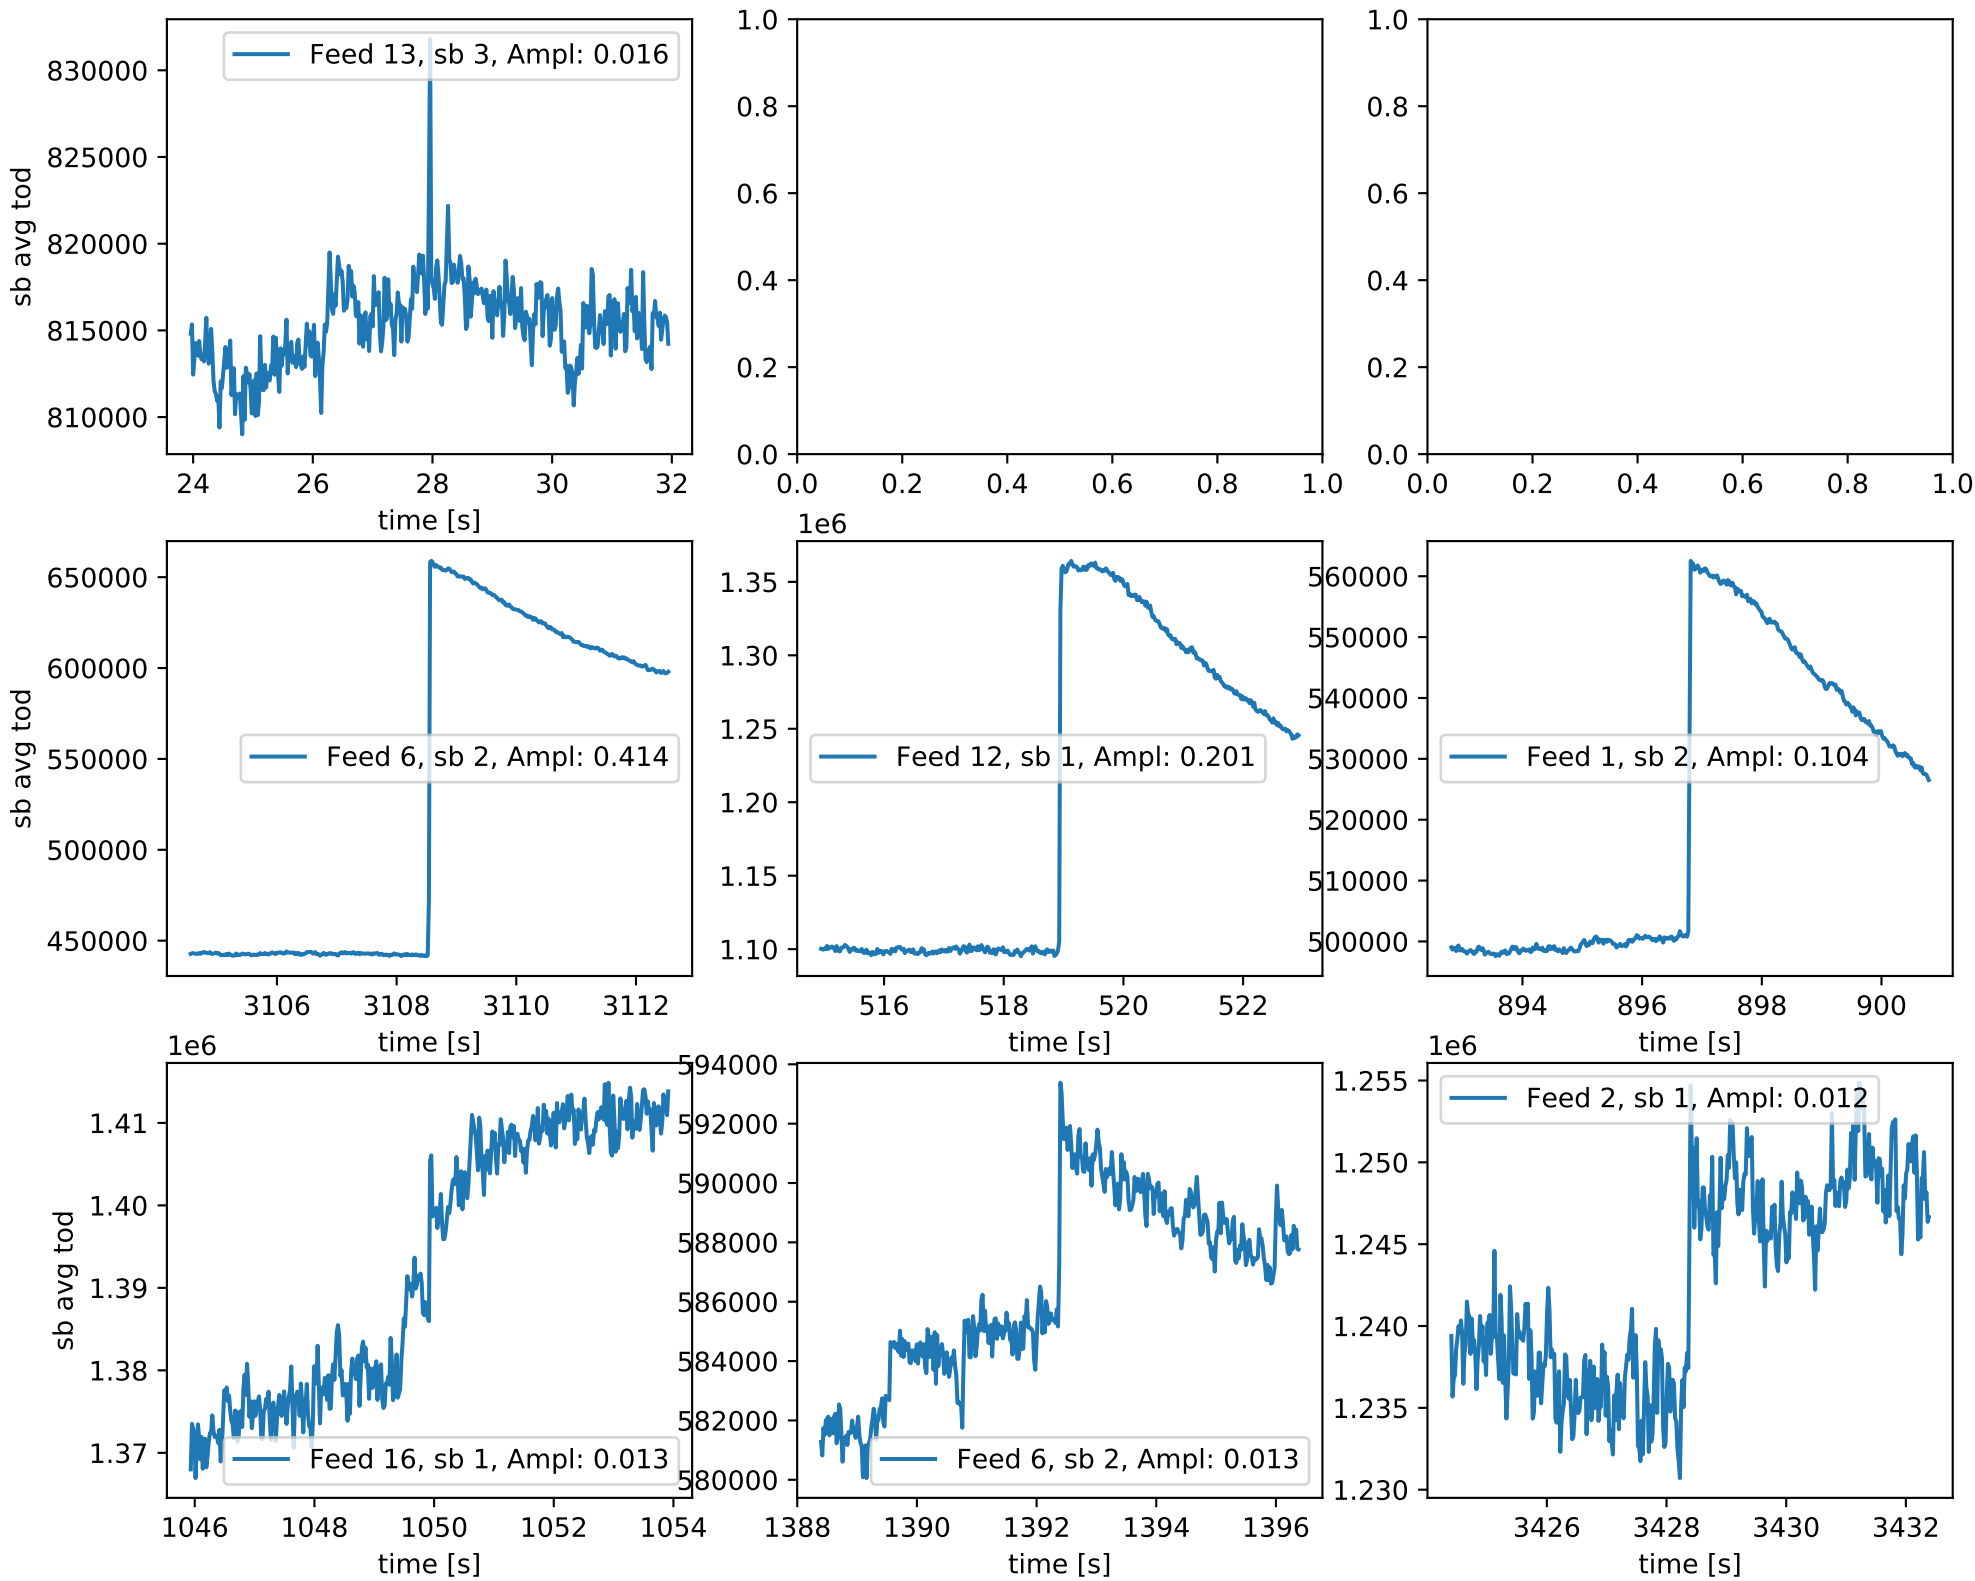 sb avg tod
830000
825000
820000
815000
810000
Feed 13, sb 3, Ampl: 0.016
24 26 28 30 32
time [s]
1.0
0.8
0.6
0.4
0.2
0.0
0.0 0.2 0.4 0.6 0.8 1.0
1.0
0.8
0.6
0.4
0.2
0.0
0.0 0.2 0.4 0.6 0.8 1.0
sb avg tod
650000
600000
550000
500000
450000
Feed 6, sb 2, Ampl: 0.414
3106 3108 3110 3112
time [s]
1e6
1.35
1.30
1.25
1.20
1.15
1.10
Feed 12, sb 1, Ampl: 0.201
516 518 520 522
time [s]
560000
550000
540000
530000
520000
510000
500000
Feed 1, sb 2, Ampl: 0.104
894 896 898 900
time [s]
1e6
sb avg tod
1.41
1.40
1.39
1.38
1.37
Feed 16, sb 1, Ampl: 0.013
1046 1048 1050 1052 1054
time [s]
594000
592000
590000
588000
586000
584000
582000
580000
Feed 6, sb 2, Ampl: 0.013
1388 1390 1392 1394 1396
time [s]
1e6
1.255
1.250
1.245
1.240
1.235
1.230
Feed 2, sb 1, Ampl: 0.012
3426 3428 3430 3432
time [s]